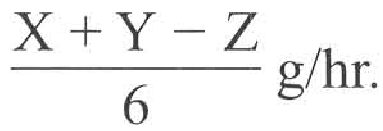 X + Y − Z
6 g/hr.